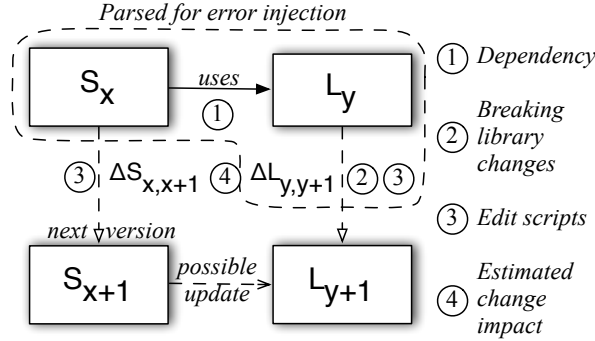 Parsed for error injection
Sx
uses
1
Ly
3
ΔSx,x+1
4
ΔLy,y+1
2 3
next version
Sx+1
possible
update
Ly+1
1 Dependency
2 Breaking
library
changes
3 Edit scripts
4 Estimated
change
impact